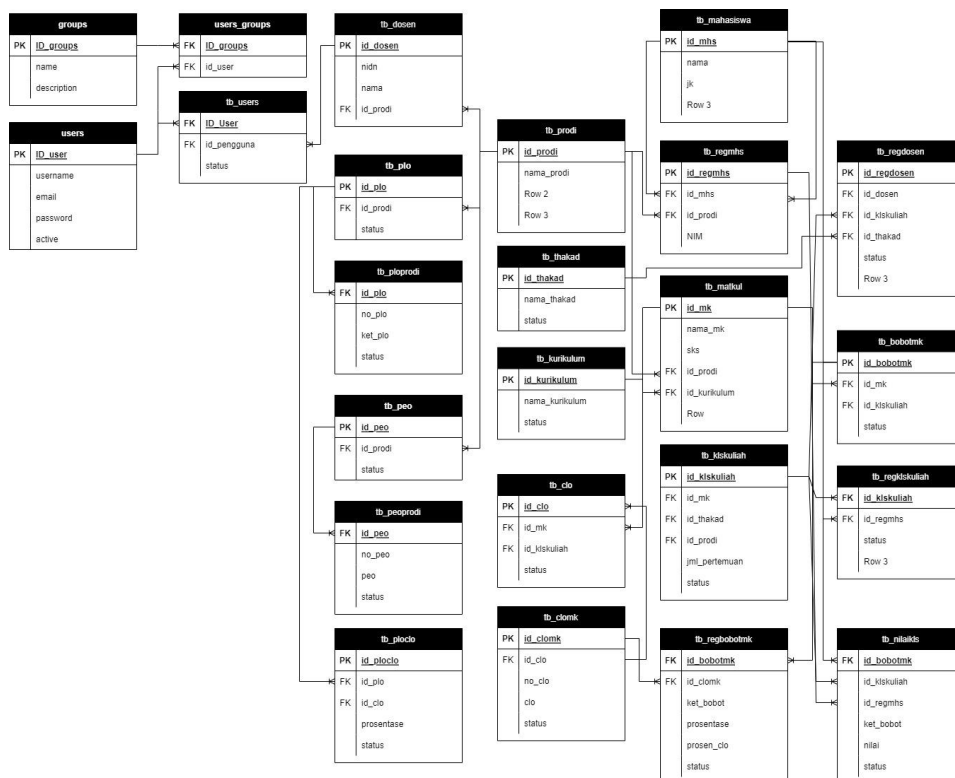 groups
PK ID_groups
name
description
users
PK ID_user
username
email
password
active
users_groups
FK ID_groups
FK id_user
tb_users
FK ID_User
FK id_pengguna
status
tb_dosen
PK id_dosen
nidn
nama
FK id_prodi
tb_plo
PK id_plo
FK id_prodi
status
tb_ploprodi
FK id_plo
no_plo
ket_plo
status
tb_peo
PK id_peo
FK id_prodi
status
tb_peoprodi
FK id_peo
no_peo
peo
status
tb_ploclo
PK id_ploclo
FK id_plo
FK id_clo
prosentase
status
tb_prodi
PK id_prodi
nama_prodi
Row 2
Row 3
tb_thakad
PK id_thakad
nama_thakad
status
tb_kurikulum
PK id_kurikulum
nama_kurikulum
status
tb_clo
PK id_clo
FK id_mk
FK id_klskuliah
status
tb_clomk
PK id_clomk
FK id_clo
no_clo
clo
status
tb_mahasiswa
PK id_mhs
nama
jk
Row 3
tb_regmhs
PK id_regmhs
FK id_mhs
FK id_prodi
NIM
tb_matkul
PK id_mk
nama_mk
sks
FK id_prodi
FK id_kurikulum
Row
tb_klskuliah
PK id_klskuliah
FK id_mk
FK id_thakad
FK id_prodi
jml_pertemuan
status
tb_regbobotmk
FK id_bobotmk
FK id_clomk
ket_bobot
prosentase
prosen_clo
status
tb_regdosen
PK id_regdosen
FK id_dosen
FK id_klskuliah
FK id_thakad
status
Row 3
tb_bobotmk
PK id_bobotmk
FK id_mk
FK id_klskuliah
status
tb_regklskuliah
FK id_klskuliah
FK id_regmhs
status
Row 3
tb_nilaikls
FK id_bobotmk
FK id_klskuliah
FK id_regmhs
ket_bobot
nilai
status